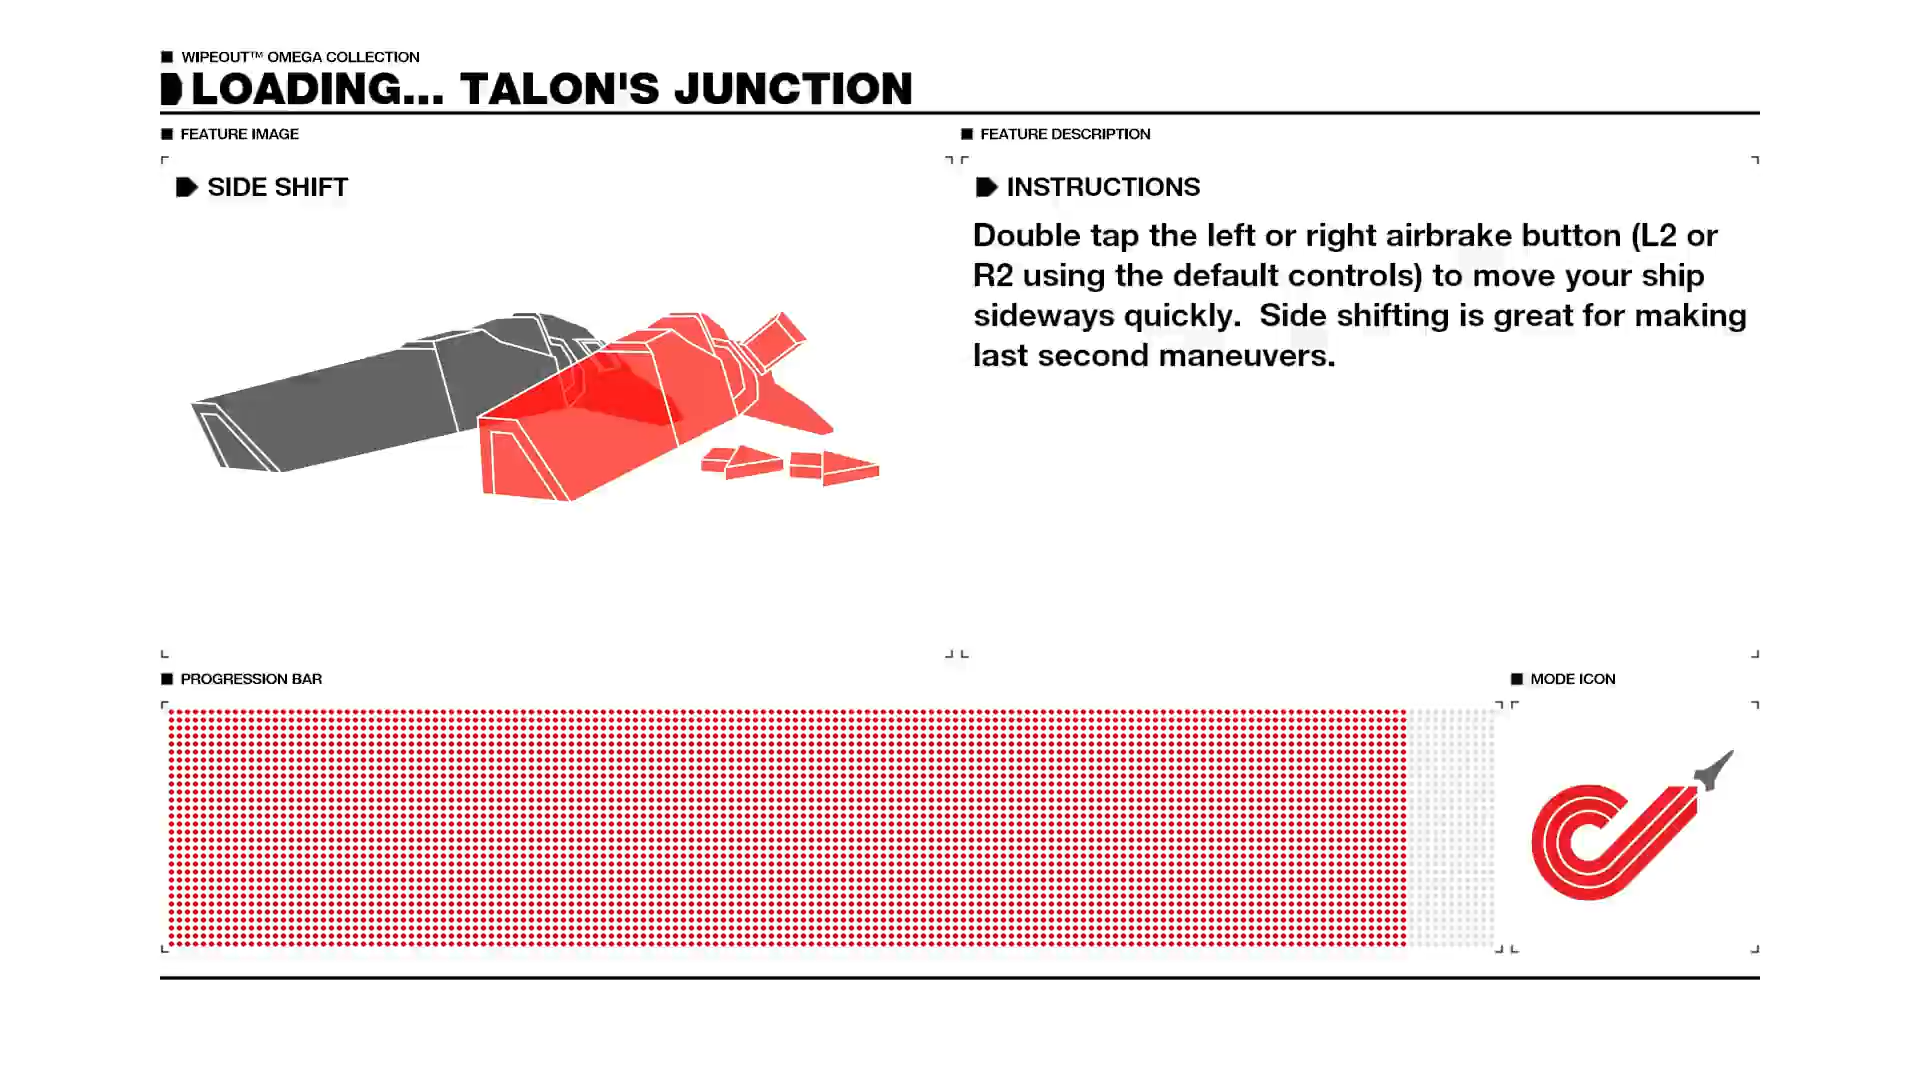 WIPEOUT™ OMEGA COLLECTION
LOADING... TALON'S JUNCTION
FEATURE IMAGE
SIDE SHIFT
FEATURE DESCRIPTION
INSTRUCTIONS
Double tap the left or right airbrake button (L2 or
R2 using the default controls) to move your ship
sideways quickly.  Side shifting is great for making
last second maneuvers.
PROGRESSION BAR
MODE ICON